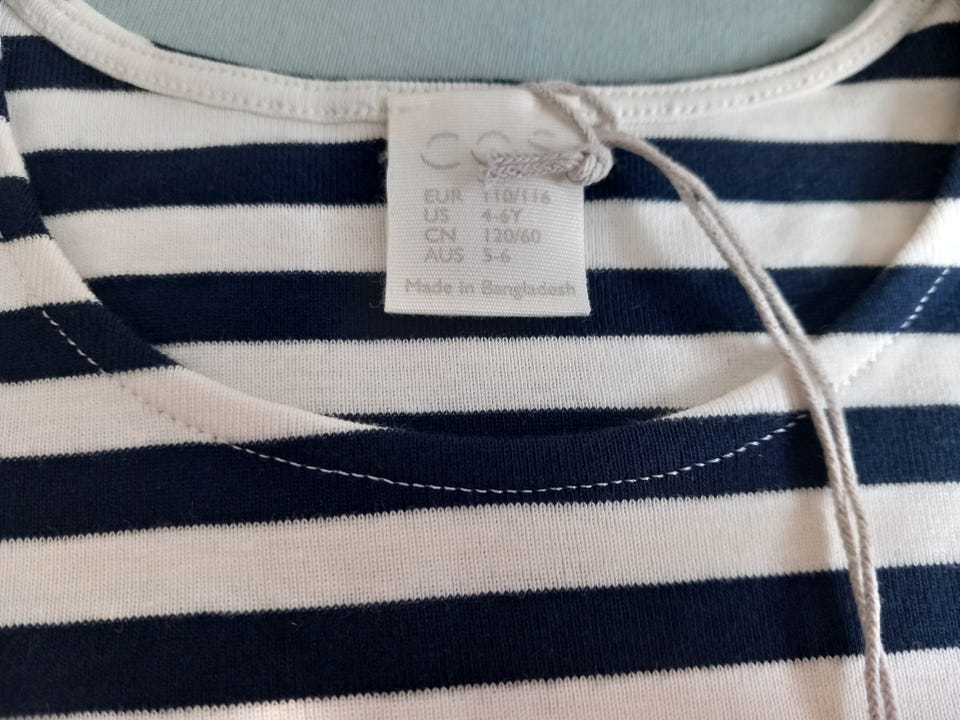 COS
EUR 110/116
US 4-6Y
CN 120/60
AUS 5-6
Made in Bangladesh